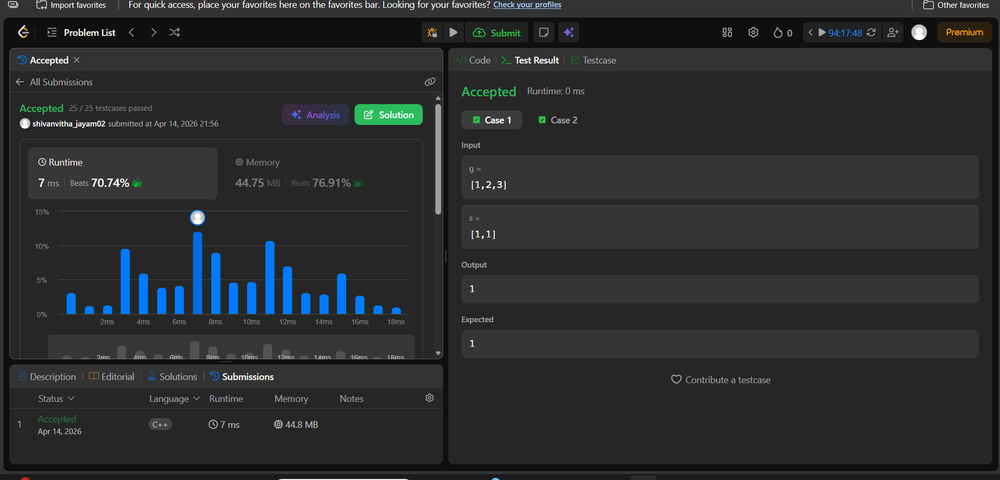 Import favorites
For quick access, place your favorites here on the favorites bar. Looking for your favorites? Check your profiles
Other favorites
Problem List
Submit
0
94:17:48
Premium
Accepted
All Submissions
Accepted 25 / 25 testcases passed
shivanvitha_jayam02 submitted at Apr 14, 2026 21:56
Analysis
Solution
Runtime
7 ms | Beats 70.74%
Memory
44.75 MB | Beats 76.91%
15%
10%
5%
0%
2ms 4ms 6ms 8ms 10ms 12ms 14ms 16ms 18ms
2ms 4ms 6ms 8ms 10ms 12ms 14ms 16ms 18ms
Description
Editorial
Solutions
Submissions
Status Language Runtime Memory Notes
1 Accepted C++ 7 ms 44.8 MB
Apr 14, 2026
</> Code
>_ Test Result
Testcase
Accepted Runtime: 0 ms
Case 1 Case 2
Input
g =
[1,2,3]
s =
[1,1]
Output
1
Expected
1
Contribute a testcase